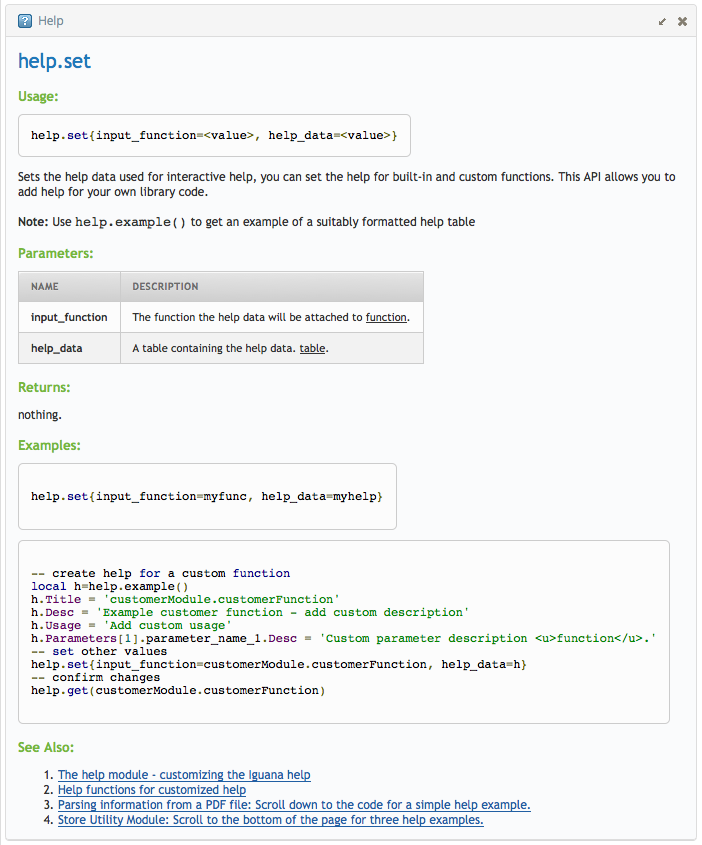 Help
help.set
Usage:
help.set{input_function=<value>, help_data=<value>}
Sets the help data used for interactive help, you can set the help for built-in and custom functions. This API allows you to
add help for your own library code.
Note: Use help.example() to get an example of a suitably formatted help table
Parameters:
NAME DESCRIPTION
input_function The function the help data will be attached to function.
help_data A table containing the help data. table.
Returns:
nothing.
Examples:
help.set{input_function=myfunc, help_data=myhelp}
-- create help for a custom function
local h=help.example()
h.Title = 'customerModule.customerFunction'
h.Desc = 'Example customer function - add custom description'
h.Usage = 'Add custom usage'
h.Parameters[1].parameter_name_1.Desc = 'Custom parameter description <u>function</u>.'
-- set other values
help.set{input_function=customerModule.customerFunction, help_data=h}
-- confirm changes
help.get(customerModule.customerFunction)
See Also:
1. The help module - customizing the Iguana help
2. Help functions for customized help
3. Parsing information from a PDF file: Scroll down to the code for a simple help example.
4. Store Utility Module: Scroll to the bottom of the page for three help examples.